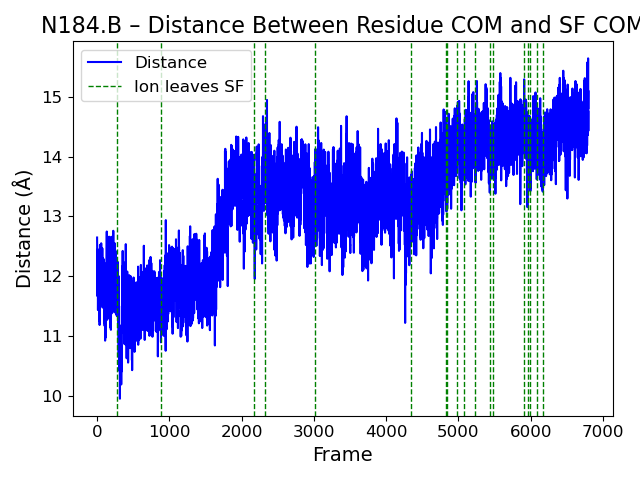 N184.B – Distance Between Residue COM and SF COM
Distance
Ion leaves SF
Distance (Å)
15
14
13
12
11
10
0 1000 2000 3000 4000 5000 6000 7000
Frame